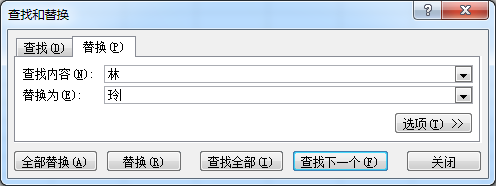 查找和替换
查找(D) 替换(P)
查找内容(N): 林
替换为(E): 玲
选项(T) >>
全部替换(A) 替换(R) 查找全部(I) 查找下一个(F) 关闭